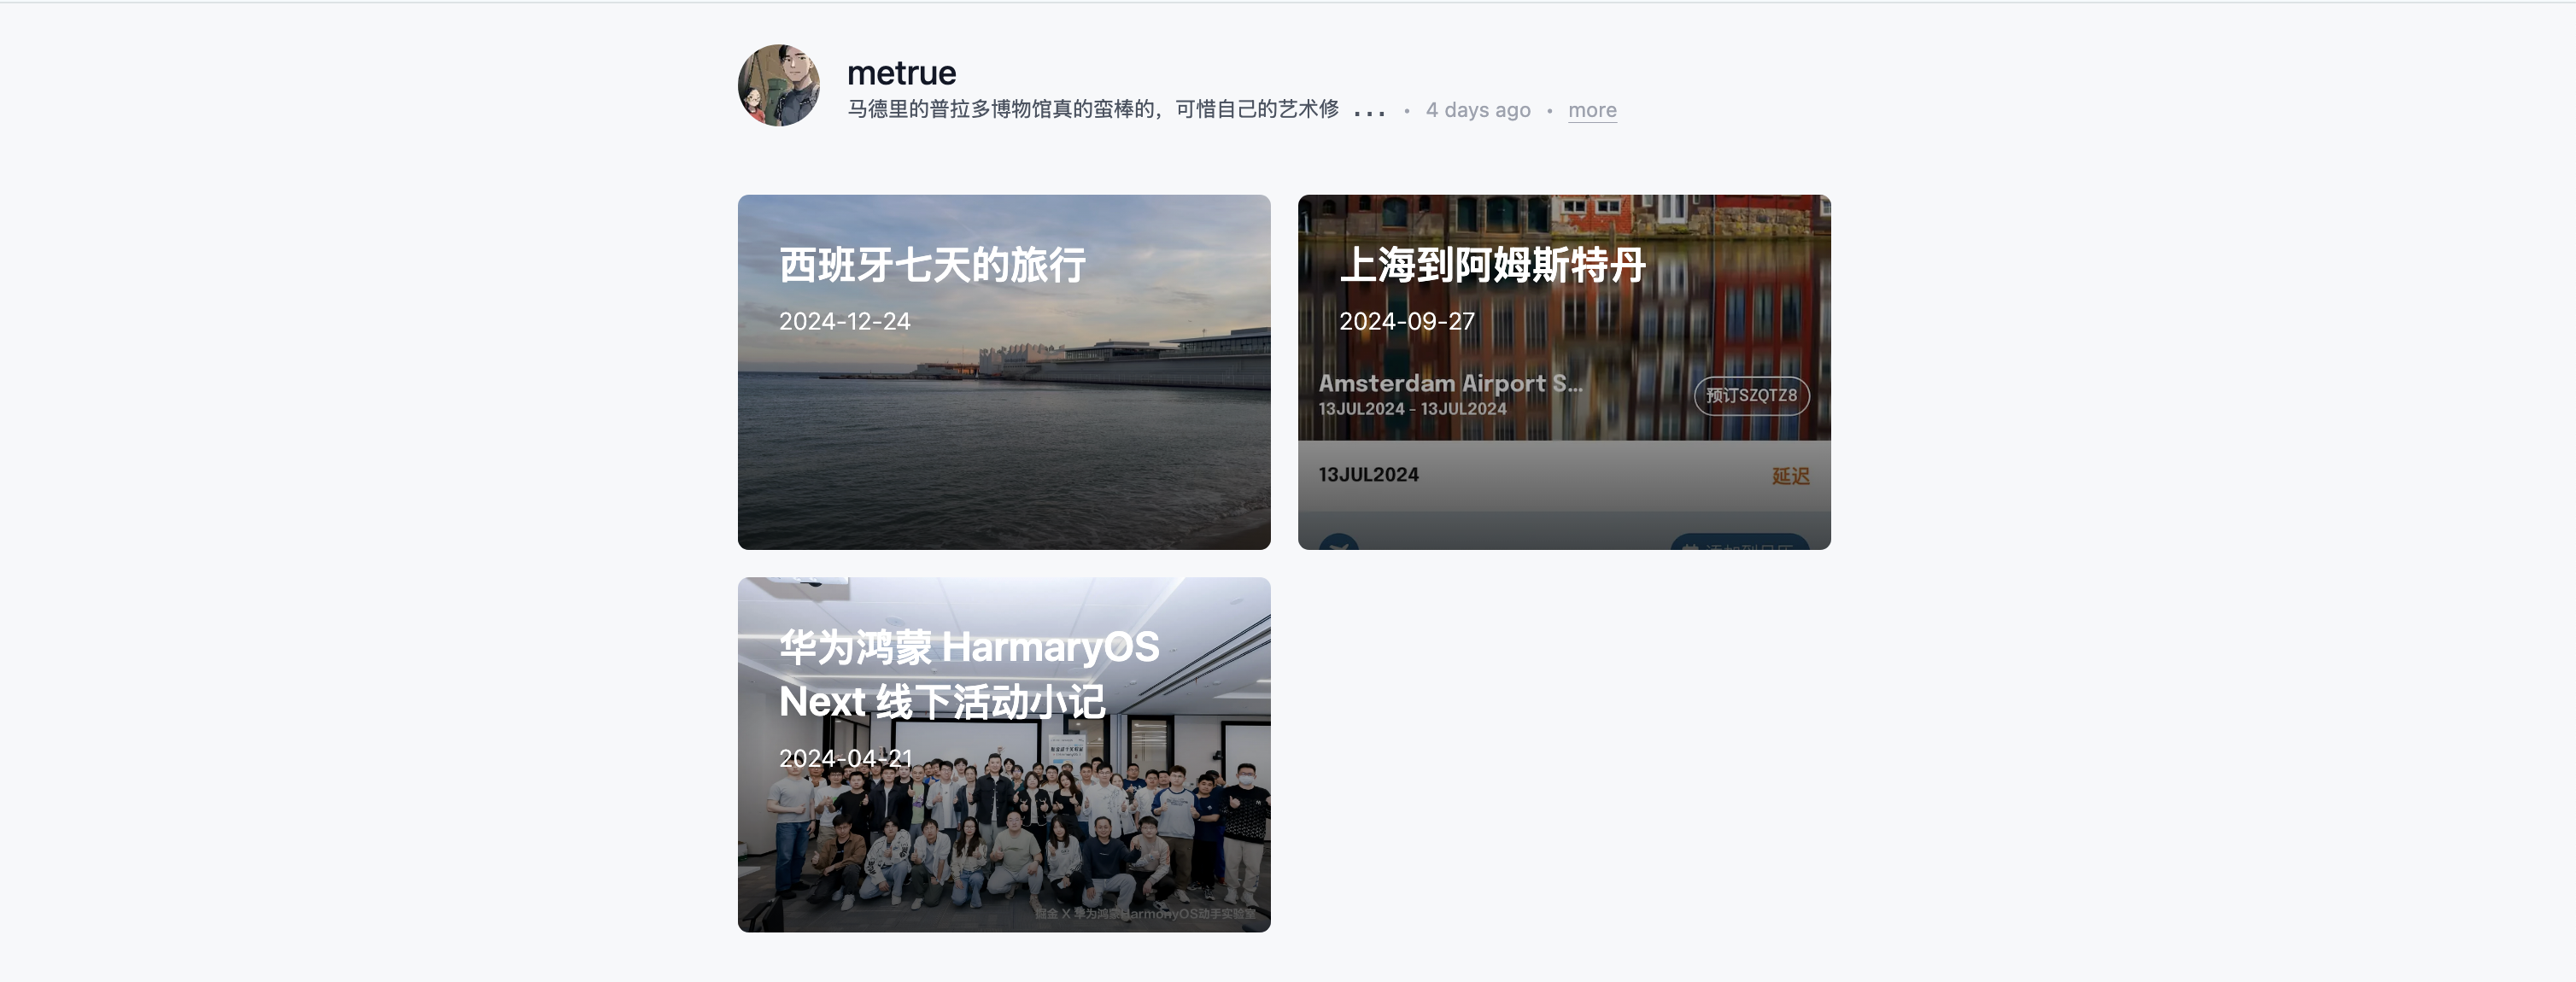 metrue
马德里的普拉多博物馆真的蛮棒的，可惜自己的艺术修 ... • 4 days ago • more
西班牙七天的旅行
2024-12-24
上海到阿姆斯特丹
2024-09-27
Amsterdam Airport S...
13JUL2024 - 13JUL2024
预订SZQTZ8
13JUL2024
延迟
华为鸿蒙 HarmaryOS
Next 线下活动小记
2024-04-21
掘金 X 华为鸿蒙HarmonyOS动手实验室